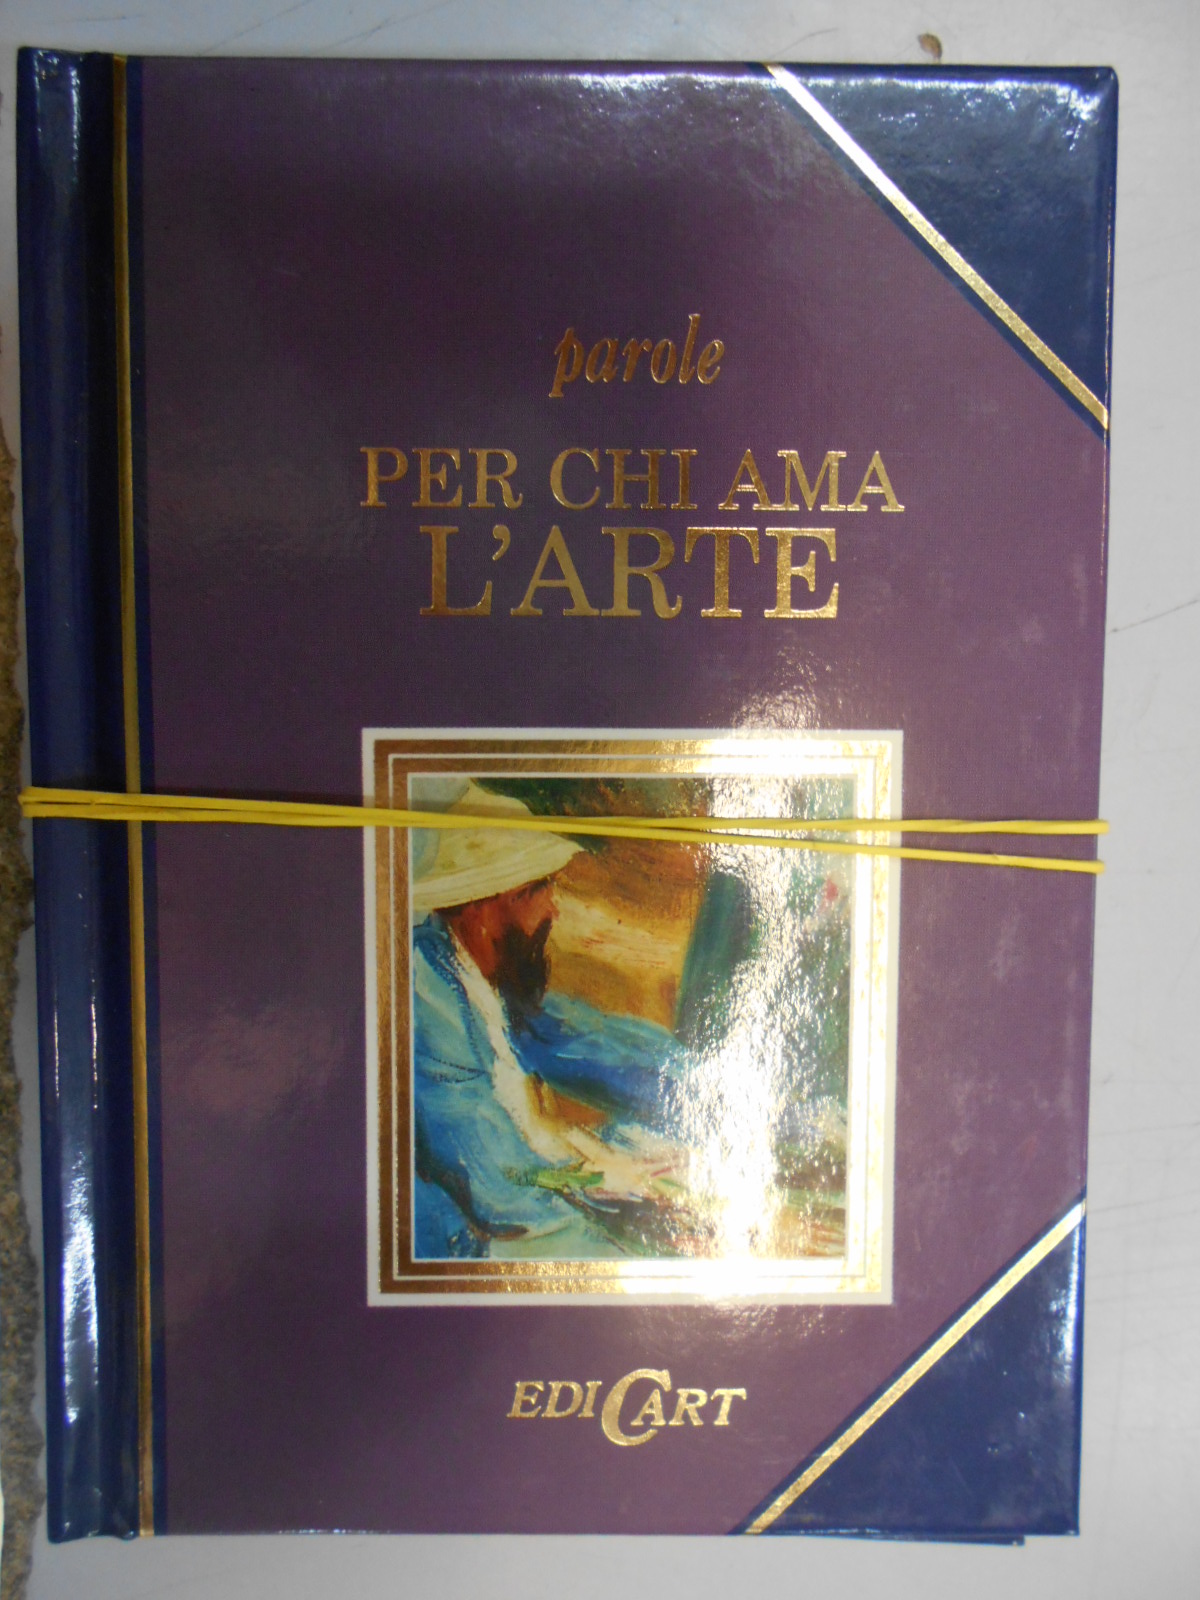 parole
PER CHI AMA
L'ARTE
EDICART